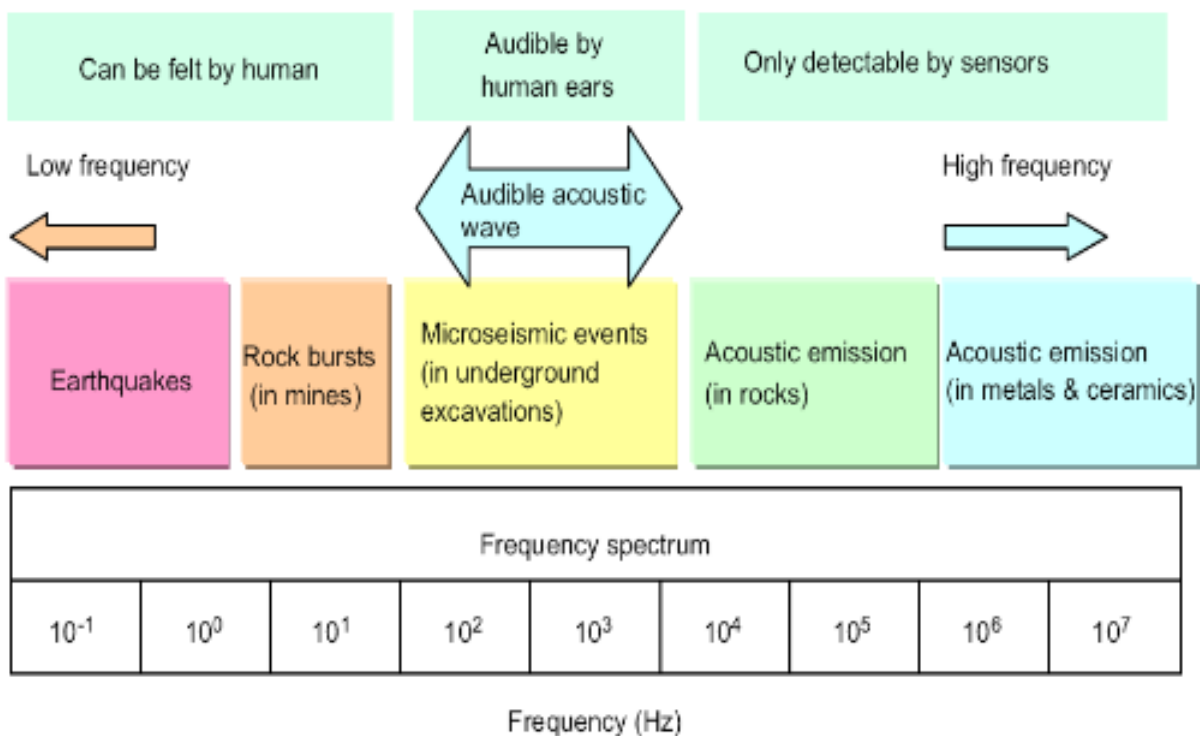 Can be felt by human
Audible by
human ears
Only detectable by sensors
Low frequency
Audible acoustic
wave
High frequency
Earthquakes
Rock bursts
(in mines)
Microseismic events
(in underground
excavations)
Acoustic emission
(in rocks)
Acoustic emission
(in metals & ceramics)
Frequency spectrum
10⁻¹ 10⁰ 10¹ 10² 10³ 10⁴ 10⁵ 10⁶ 10⁷
Frequency (Hz)